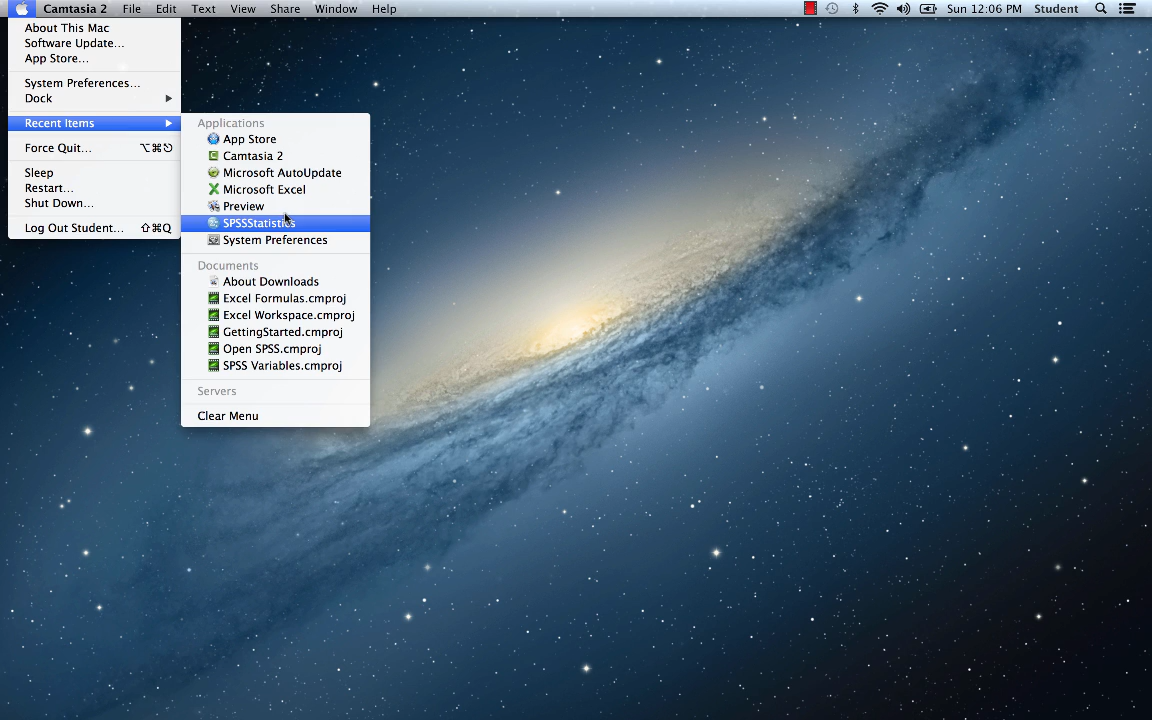 Camtasia 2 File Edit Text View Share Window Help Sun 12:06 PM Student
About This Mac
Software Update...
App Store...
System Preferences...
Dock
Recent Items
Force Quit... ⌥⌘⎋
Sleep
Restart...
Shut Down...
Log Out Student... ⇧⌘Q
Applications
App Store
Camtasia 2
Microsoft AutoUpdate
Microsoft Excel
Preview
SPSSStatistics
System Preferences
Documents
About Downloads
Excel Formulas.cmproj
Excel Workspace.cmproj
GettingStarted.cmproj
Open SPSS.cmproj
SPSS Variables.cmproj
Servers
Clear Menu